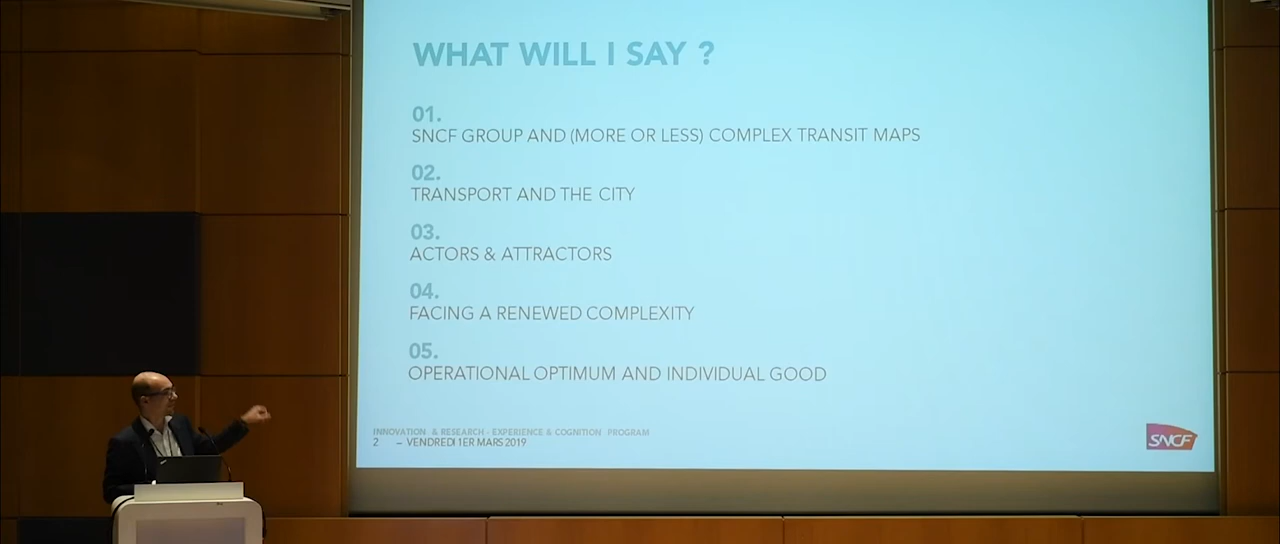 WHAT WILL I SAY ?
01.
SNCF GROUP AND (MORE OR LESS) COMPLEX TRANSIT MAPS
02.
TRANSPORT AND THE CITY
03.
ACTORS & ATTRACTORS
04.
FACING A RENEWED COMPLEXITY
05.
OPERATIONAL OPTIMUM AND INDIVIDUAL GOOD
INNOVATION & RESEARCH - EXPERIENCE & COGNITION PROGRAM
2 – VENDREDI 1ER MARS 2019
SNCF